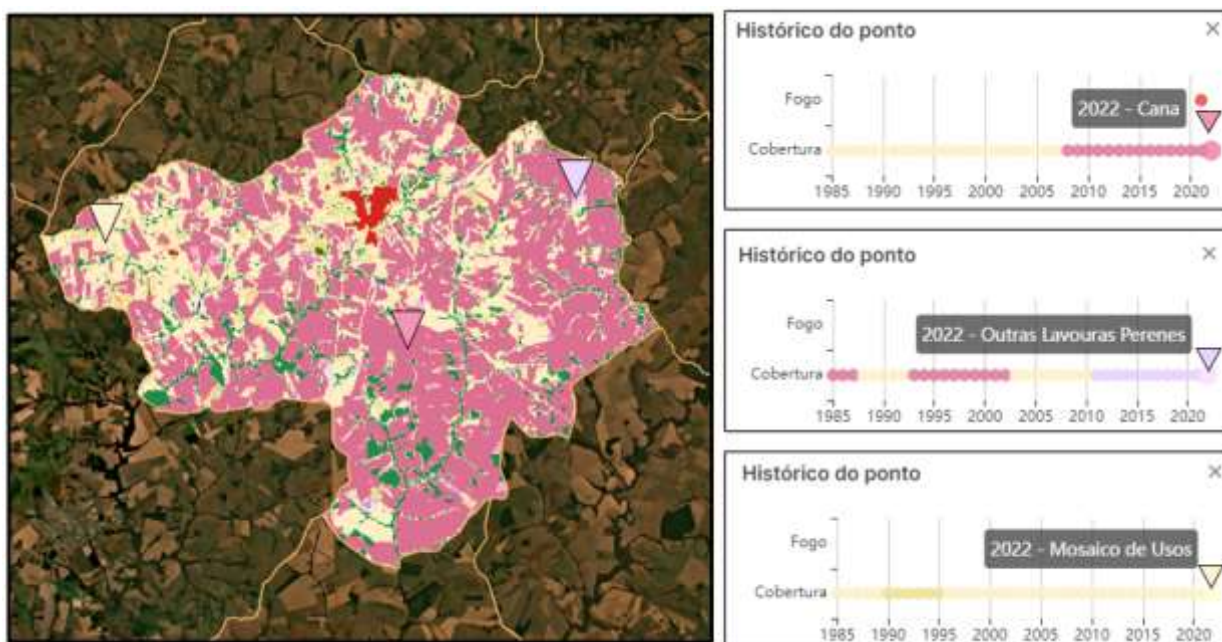 Histórico do ponto ×
Fogo
2022 - Cana
Cobertura
1985 1990 1995 2000 2005 2010 2015 2020
Histórico do ponto ×
Fogo
2022 - Outras Lavouras Perenes
Cobertura
1985 1990 1995 2000 2005 2010 2015 2020
Histórico do ponto ×
Fogo
2022 - Mosaico de Usos
Cobertura
1985 1990 1995 2000 2005 2010 2015 2020